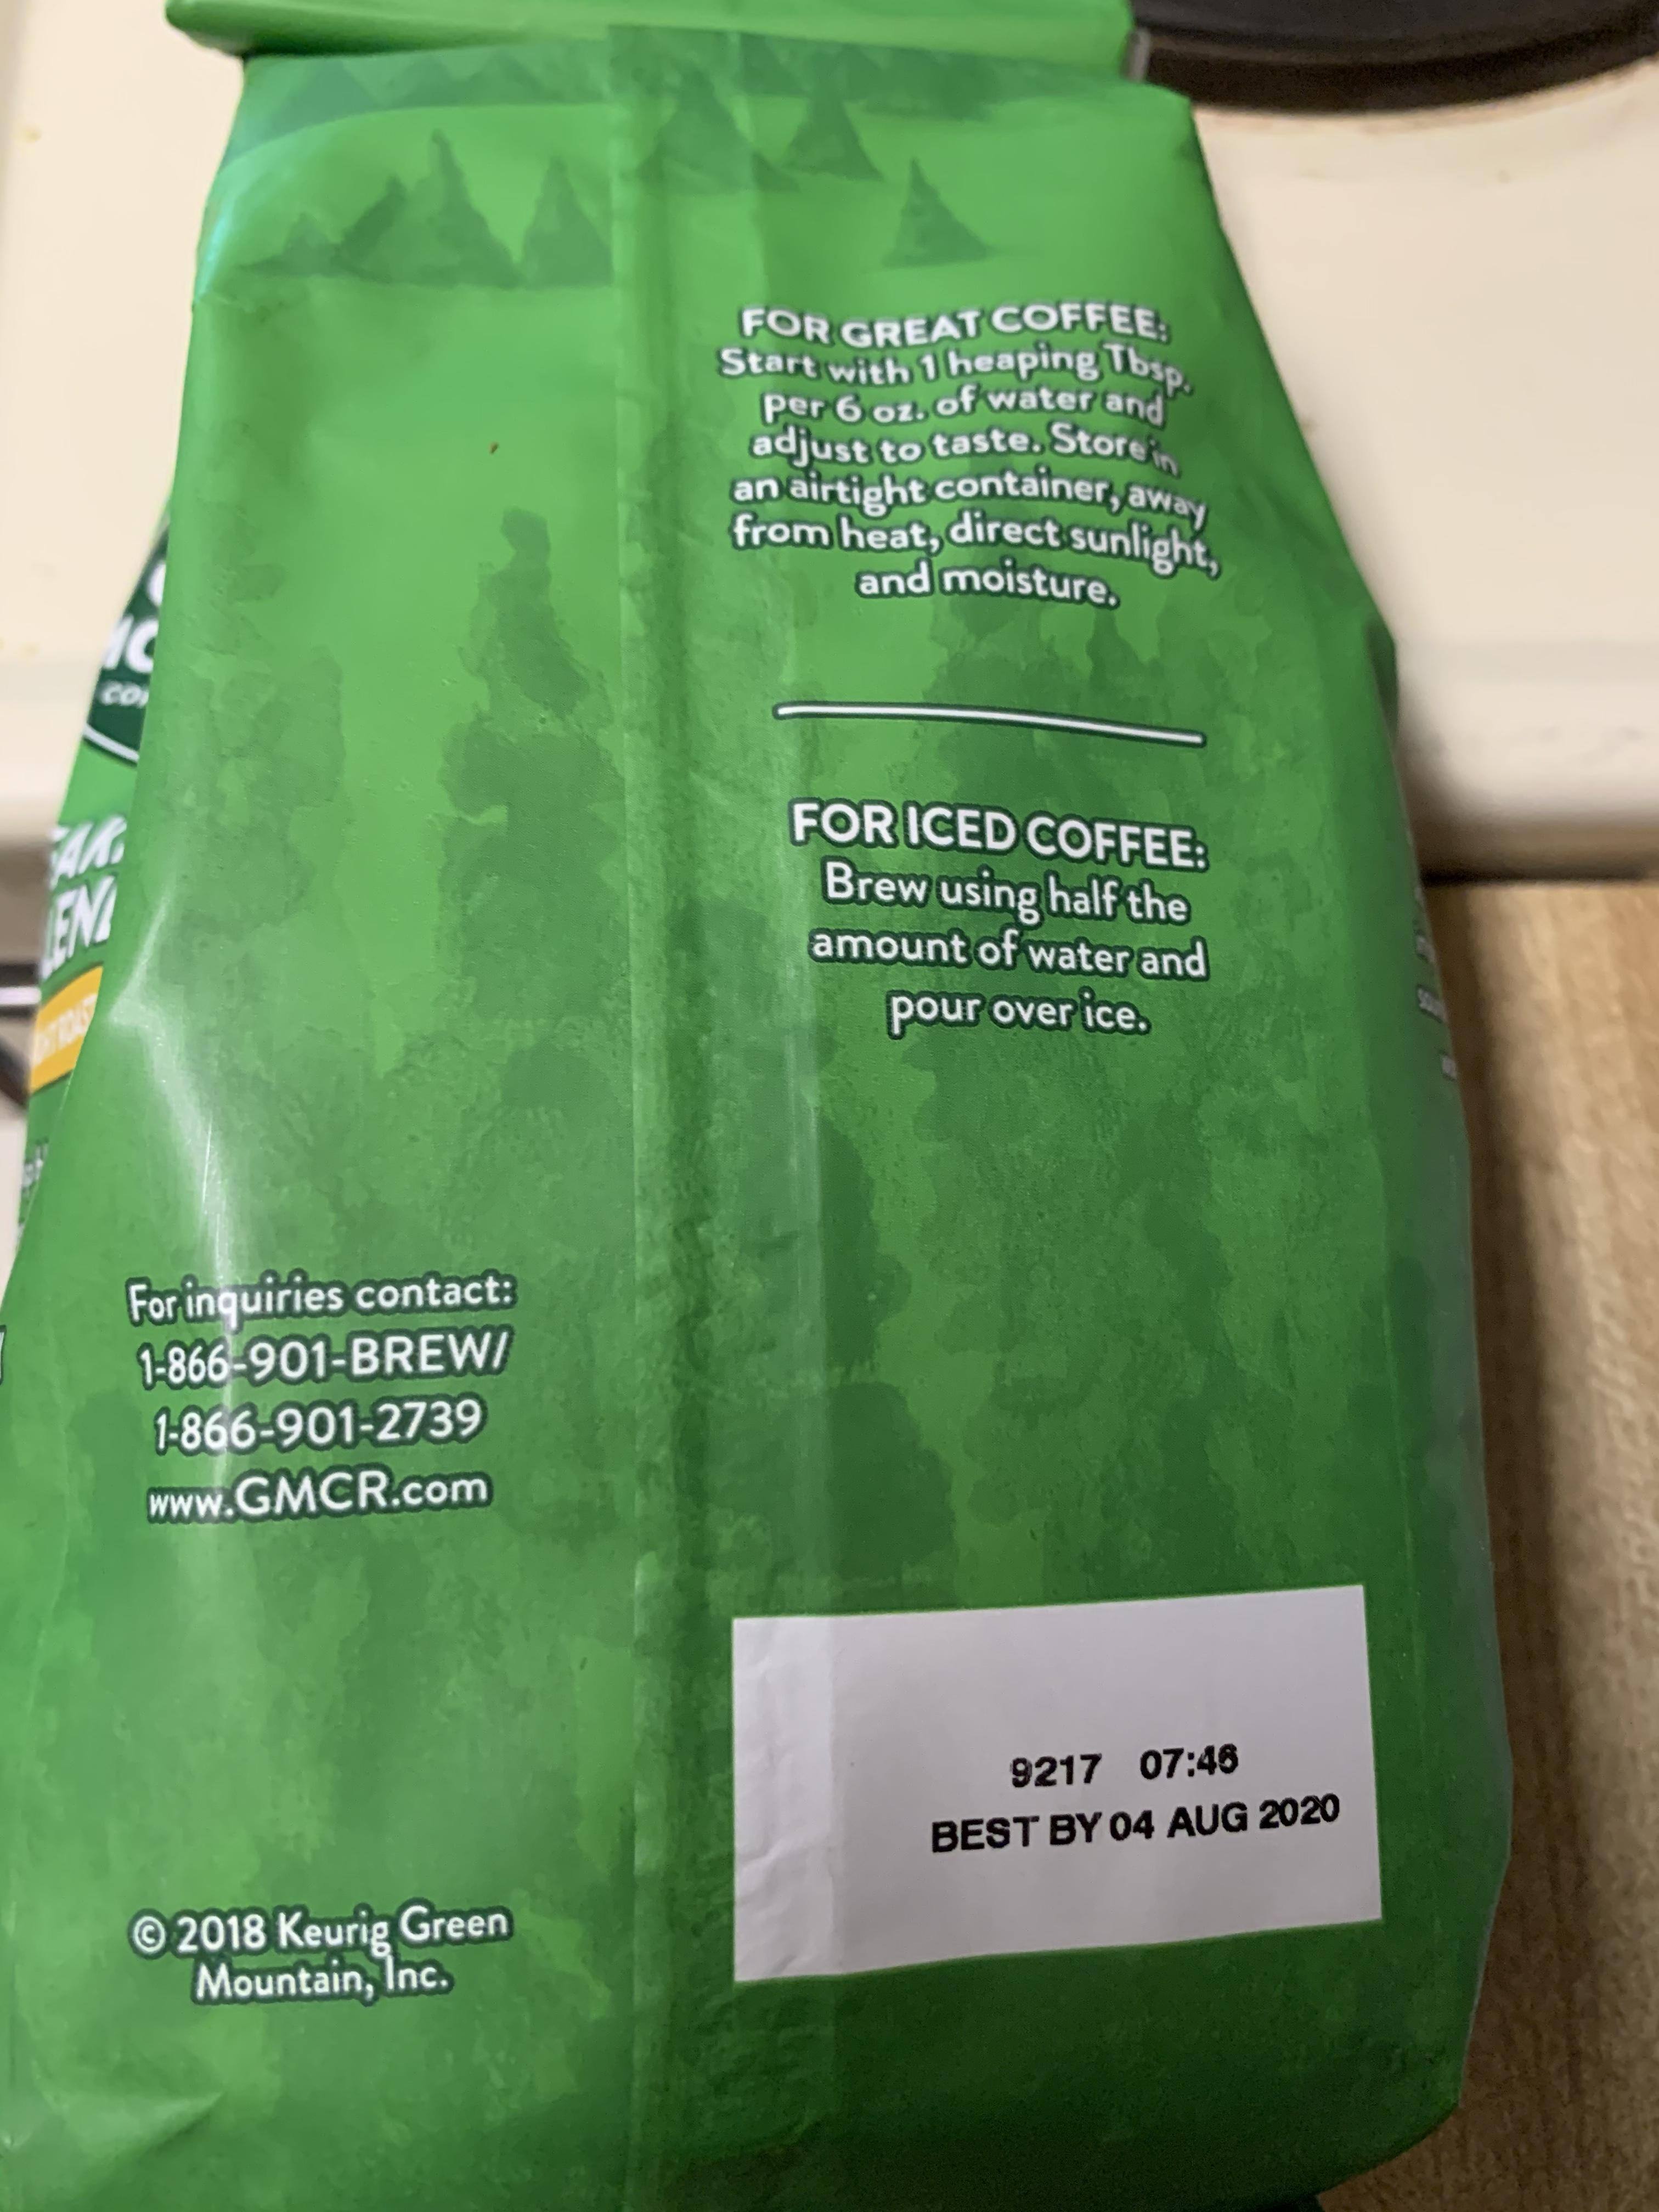 FOR GREAT COFFEE:
Start with 1 heaping Tbsp.
per 6 oz. of water and
adjust to taste. Store in
an airtight container, away
from heat, direct sunlight,
and moisture.
FOR ICED COFFEE:
Brew using half the
amount of water and
pour over ice.
For inquiries contact:
1-866-901-BREW/
1-866-901-2739
www.GMCR.com
9217 07:46
BEST BY 04 AUG 2020
© 2018 Keurig Green
Mountain, Inc.